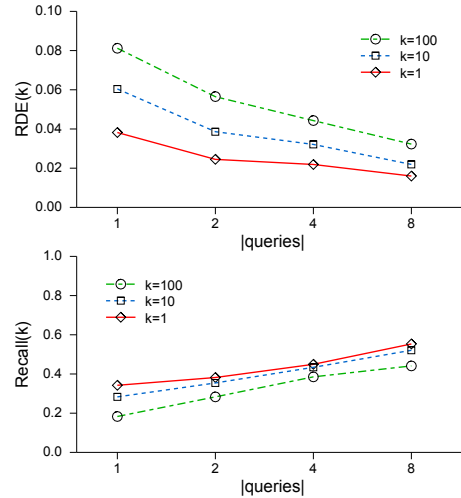 0.10
0.08
0.06
0.04
0.02
0.00
RDE(k)
k=100
k=10
k=1
1 2 4 8
|queries|
1.0
0.8
0.6
0.4
0.2
0.0
Recall(k)
k=100
k=10
k=1
1 2 4 8
|queries|